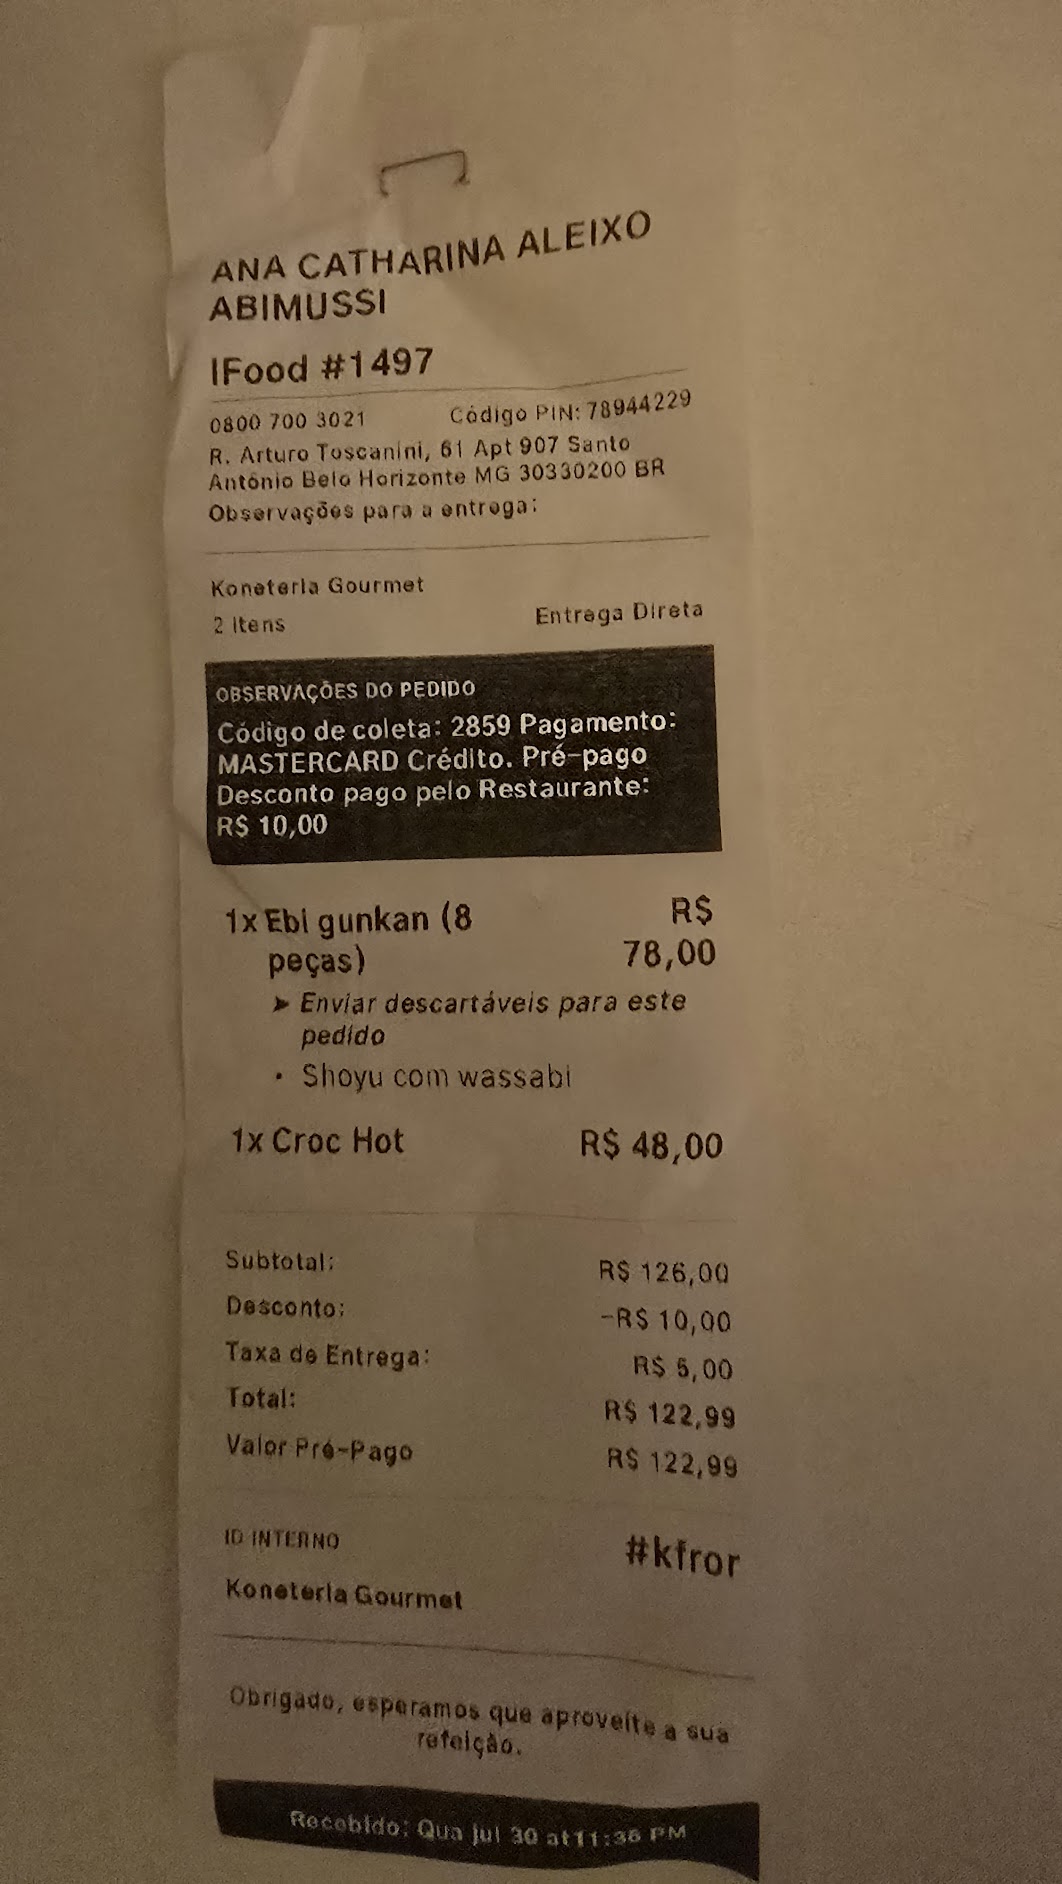 ANA CATHARINA ALEIXO
ABIMUSSI
IFood #1497
0800 700 3021 Código PIN: 78944229
R. Arturo Toscanini, 61 Apt 907 Santo
Antônio Belo Horizonte MG 30330200 BR
Observações para a entrega:
Koneteria Gourmet
2 itens Entrega Direta
OBSERVAÇÕES DO PEDIDO
Código de coleta: 2859 Pagamento:
MASTERCARD Crédito. Pré-pago
Desconto pago pelo Restaurante:
R$ 10,00
1x Ebi gunkan (8 R$
peças) 78,00
➤ Enviar descartáveis para este
pedido
• Shoyu com wassabi
1x Croc Hot R$ 48,00
Subtotal: R$ 126,00
Desconto: -R$ 10,00
Taxa de Entrega: R$ 5,00
Total: R$ 122,99
Valor Pré-Pago R$ 122,99
ID INTERNO #kfror
Koneteria Gourmet
Obrigado, esperamos que aproveite a sua
refeição.
Recebido: Qua jul 30 at 11:36 PM